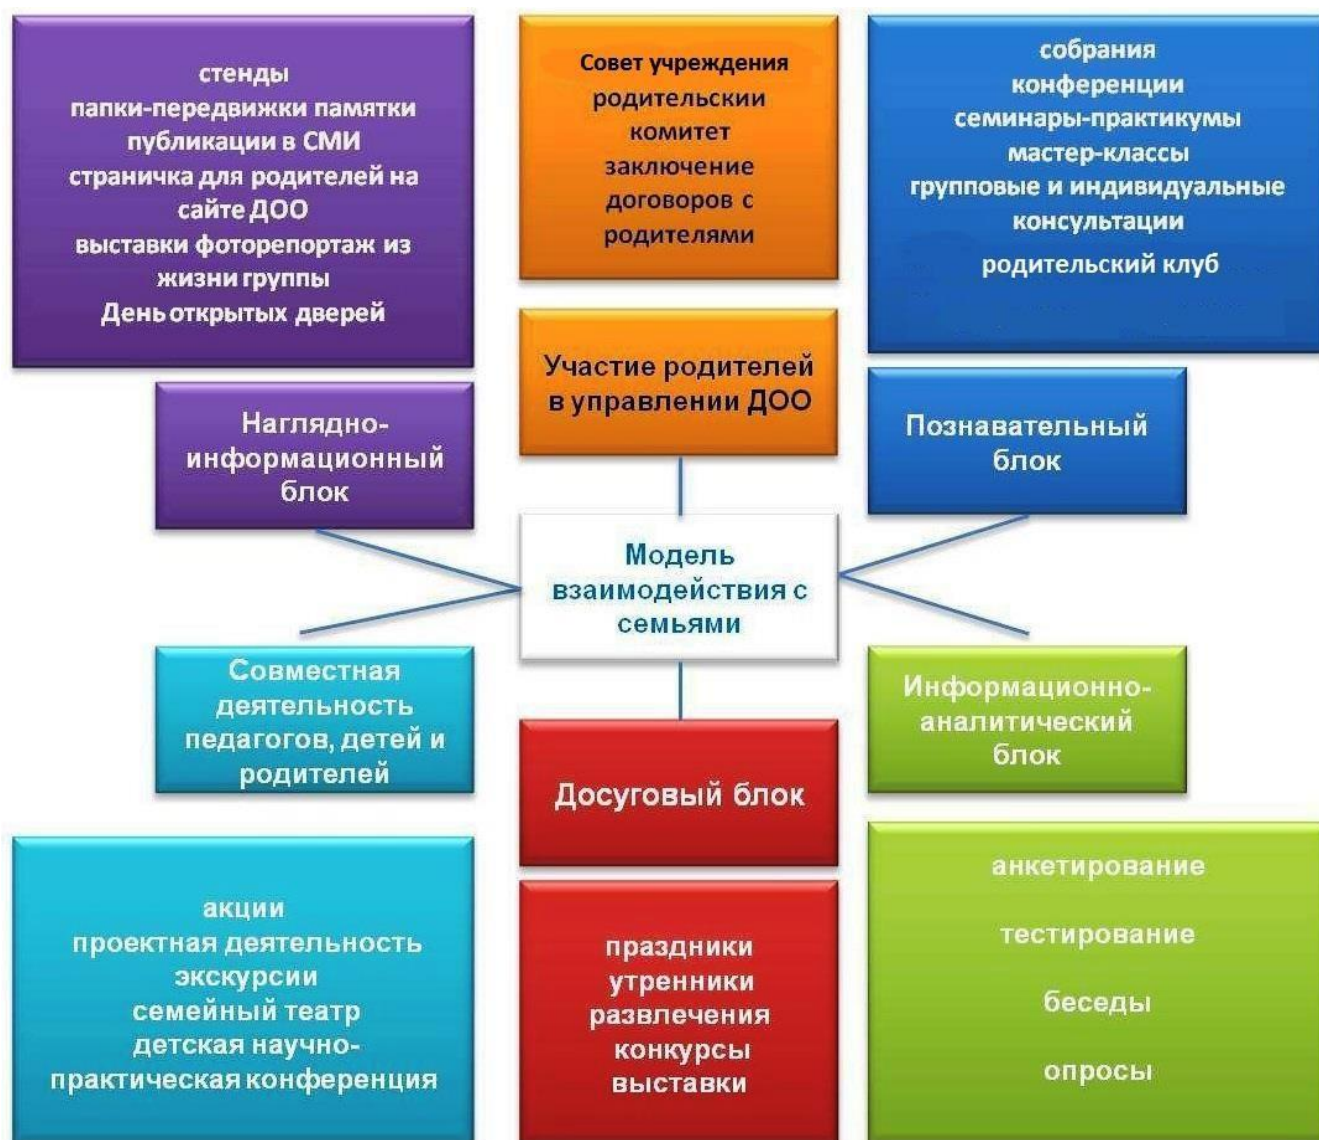 стенды
папки-передвижки памятки
публикации в СМИ
страничка для родителей на
сайте ДОО
выставки фоторепортаж из
жизни группы
День открытых дверей
Наглядно-
информационный
блок
Совет учреждения
родительскии
комитет
заключение
договоров с
родителями
Участие родителей
в управлении ДОО
собрания
конференции
семинары-практикумы
мастер-классы
групповые и индивидуальные
консультации
родительский клуб
Познавательный
блок
Модель
взаимодействия с
семьями
Совместная
деятельность
педагогов, детей и
родителей
акции
проектная деятельность
экскурсии
семейный театр
детская научно-
практическая конференция
Досуговый блок
праздники
утренники
развлечения
конкурсы
выставки
Информационно-
аналитический
блок
анкетирование
тестирование
беседы
опросы